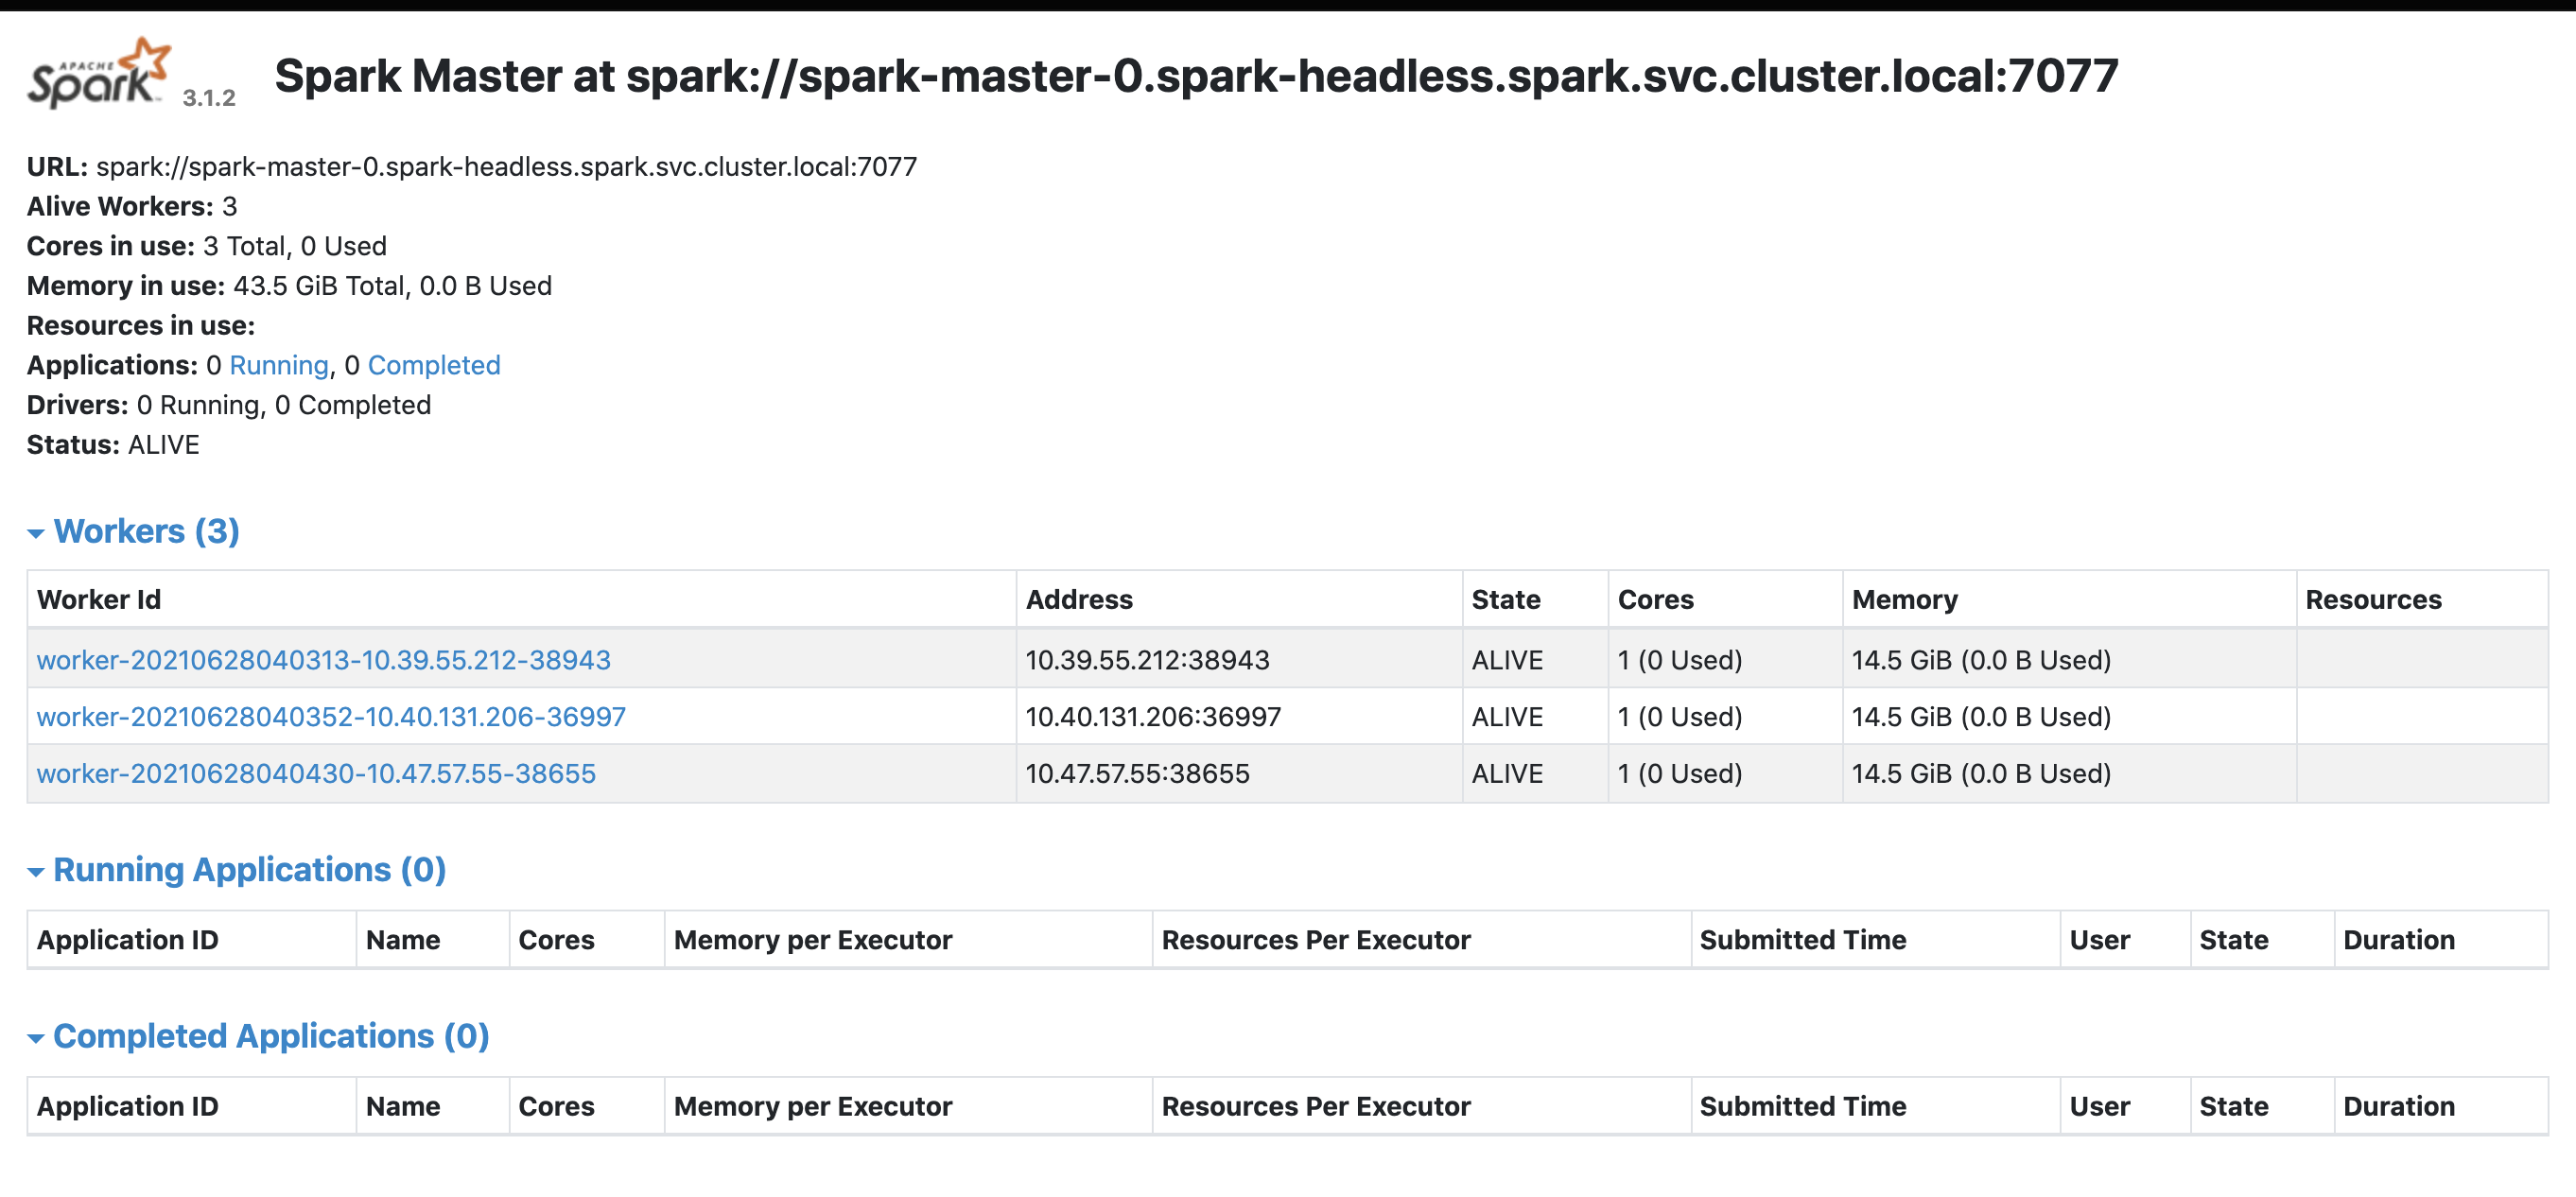 APACHE
Spark 3.1.2 Spark Master at spark://spark-master-0.spark-headless.spark.svc.cluster.local:7077
URL: spark://spark-master-0.spark-headless.spark.svc.cluster.local:7077
Alive Workers: 3
Cores in use: 3 Total, 0 Used
Memory in use: 43.5 GiB Total, 0.0 B Used
Resources in use:
Applications: 0 Running, 0 Completed
Drivers: 0 Running, 0 Completed
Status: ALIVE
Workers (3)
Worker Id Address State Cores Memory Resources
worker-20210628040313-10.39.55.212-38943 10.39.55.212:38943 ALIVE 1 (0 Used) 14.5 GiB (0.0 B Used)
worker-20210628040352-10.40.131.206-36997 10.40.131.206:36997 ALIVE 1 (0 Used) 14.5 GiB (0.0 B Used)
worker-20210628040430-10.47.57.55-38655 10.47.57.55:38655 ALIVE 1 (0 Used) 14.5 GiB (0.0 B Used)
Running Applications (0)
Application ID Name Cores Memory per Executor Resources Per Executor Submitted Time User State Duration
Completed Applications (0)
Application ID Name Cores Memory per Executor Resources Per Executor Submitted Time User State Duration